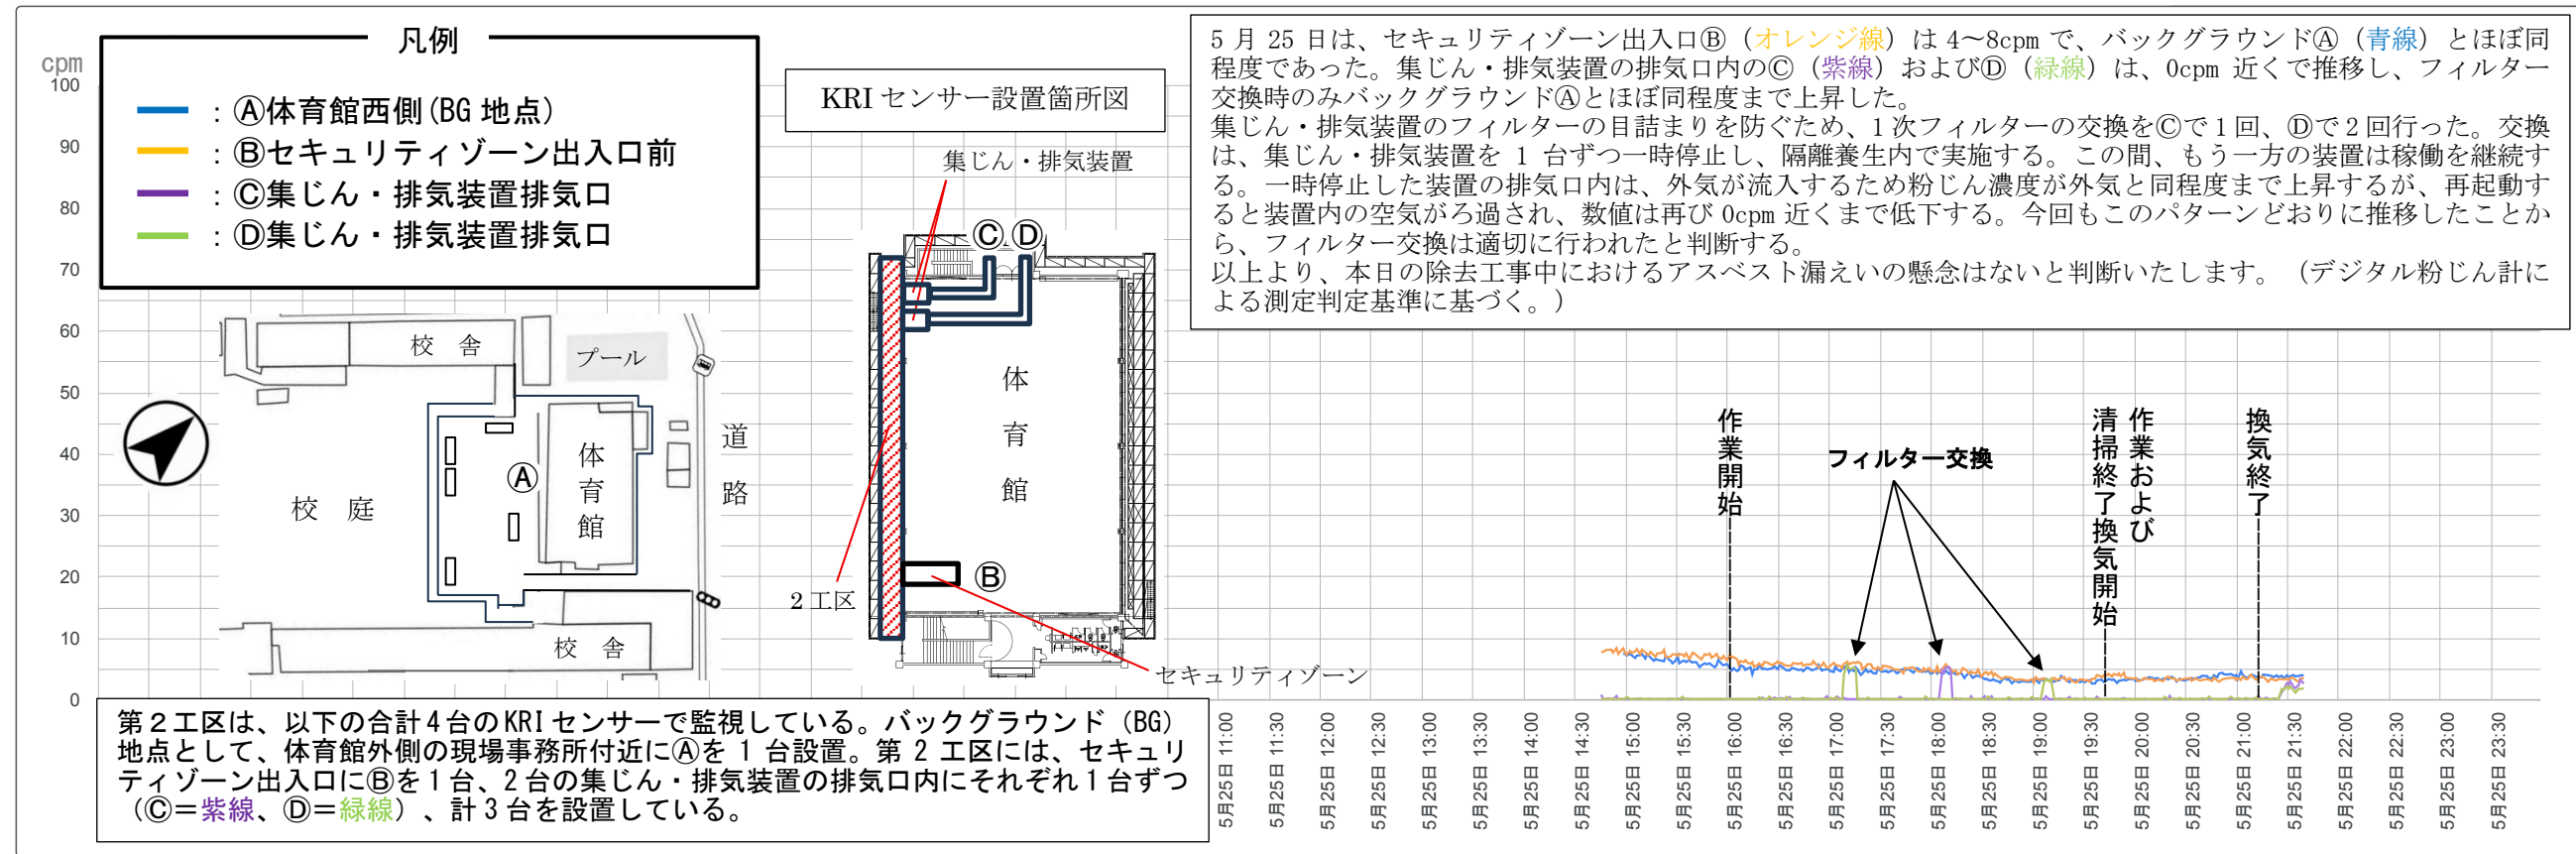 凡例
：Ⓐ体育館西側(BG 地点)
：Ⓑセキュリティゾーン出入口前
：Ⓒ集じん・排気装置排気口
：Ⓓ集じん・排気装置排気口
KRI センサー設置箇所図
5 月 25 日は、セキュリティゾーン出入口Ⓑ（オレンジ線）は 4～8cpm で、バックグラウンドⒶ（青線）とほぼ同
程度であった。集じん・排気装置の排気口内のⒸ（紫線）およびⒹ（緑線）は、0cpm 近くで推移し、フィルター
交換時のみバックグラウンドⒶとほぼ同程度まで上昇した。
集じん・排気装置のフィルターの目詰まりを防ぐため、1 次フィルターの交換をⒸで 1 回、Ⓓで 2 回行った。交換
は、集じん・排気装置を 1 台ずつ一時停止し、隔離養生内で実施する。この間、もう一方の装置は稼働を継続す
る。一時停止した装置の排気口内は、外気が流入するため粉じん濃度が外気と同程度まで上昇するが、再起動す
ると装置内の空気がろ過され、数値は再び 0cpm 近くまで低下する。今回もこのパターンどおりに推移したことか
ら、フィルター交換は適切に行われたと判断する。
以上より、本日の除去工事中におけるアスベスト漏えいの懸念はないと判断いたします。（デジタル粉じん計に
よる測定判定基準に基づく。）
cpm
100
90
80
70
60
50
40
30
20
10
0
校 舎
プール
体育館
Ⓐ
校 庭
道路
校 舎
集じん・排気装置
Ⓒ Ⓓ
体育館
Ⓑ
2 工区
セキュリティゾーン
作業開始
フィルター交換
作業および
清掃終了換気開始
換気終了
5月25日 11:00
5月25日 11:30
5月25日 12:00
5月25日 12:30
5月25日 13:00
5月25日 13:30
5月25日 14:00
5月25日 14:30
5月25日 15:00
5月25日 15:30
5月25日 16:00
5月25日 16:30
5月25日 17:00
5月25日 17:30
5月25日 18:00
5月25日 18:30
5月25日 19:00
5月25日 19:30
5月25日 20:00
5月25日 20:30
5月25日 21:00
5月25日 21:30
5月25日 22:00
5月25日 22:30
5月25日 23:00
5月25日 23:30
第２工区は、以下の合計４台のKRI センサーで監視している。バックグラウンド（BG）
地点として、体育館外側の現場事務所付近にⒶを 1 台設置。第 2 工区には、セキュリ
ティゾーン出入口にⒷを１台、2 台の集じん・排気装置の排気口内にそれぞれ１台ずつ
（Ⓒ＝紫線、Ⓓ＝緑線）、計３台を設置している。